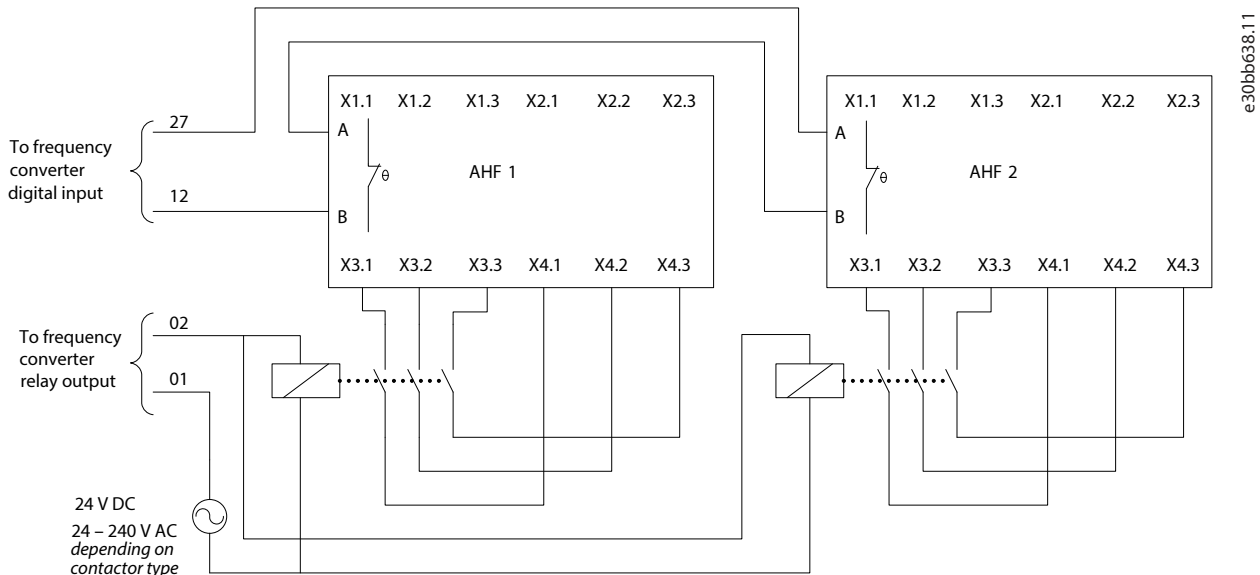 e30bb638.11
X1.1 X1.2 X1.3 X2.1 X2.2 X2.3
A
θ
AHF 1
B
X3.1 X3.2 X3.3 X4.1 X4.2 X4.3
X1.1 X1.2 X1.3 X2.1 X2.2 X2.3
A
θ
AHF 2
B
X3.1 X3.2 X3.3 X4.1 X4.2 X4.3
27
To frequency
converter
digital input
12
02
To frequency
converter
relay output
01
24 V DC
24 – 240 V AC
depending on
contactor type